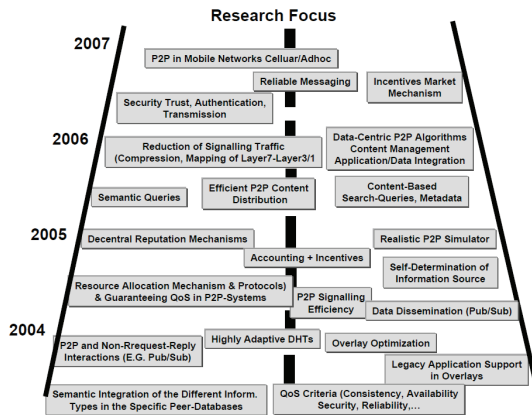 Research Focus
2007
P2P in Mobile Networks Celluar/Adhoc
Reliable Messaging
Incentives Market
Mechanism
Security Trust, Authentication,
Transmission
2006
Reduction of Signalling Traffic
(Compression, Mapping of Layer7-Layer3/1
Data-Centric P2P Algorithms
Content Management
Application/Data Integration
Semantic Queries
Efficient P2P Content
Distribution
Content-Based
Search-Queries, Metadata
2005
Decentral Reputation Mechanisms
Realistic P2P Simulator
Accounting + Incentives
Self-Determination of
Information Source
Resource Allocation Mechanism & Protocols)
& Guaranteeing QoS in P2P-Systems
P2P Signalling
Efficiency
Data Dissemination (Pub/Sub)
2004
P2P and Non-Rrequest-Reply
Interactions (E.G. Pub/Sub)
Highly Adaptive DHTs
Overlay Optimization
Legacy Application Support
in Overlays
Semantic Integration of the Different Inform.
Types in the Specific Peer-Databases
QoS Criteria (Consistency, Availability
Security, Reliability,...